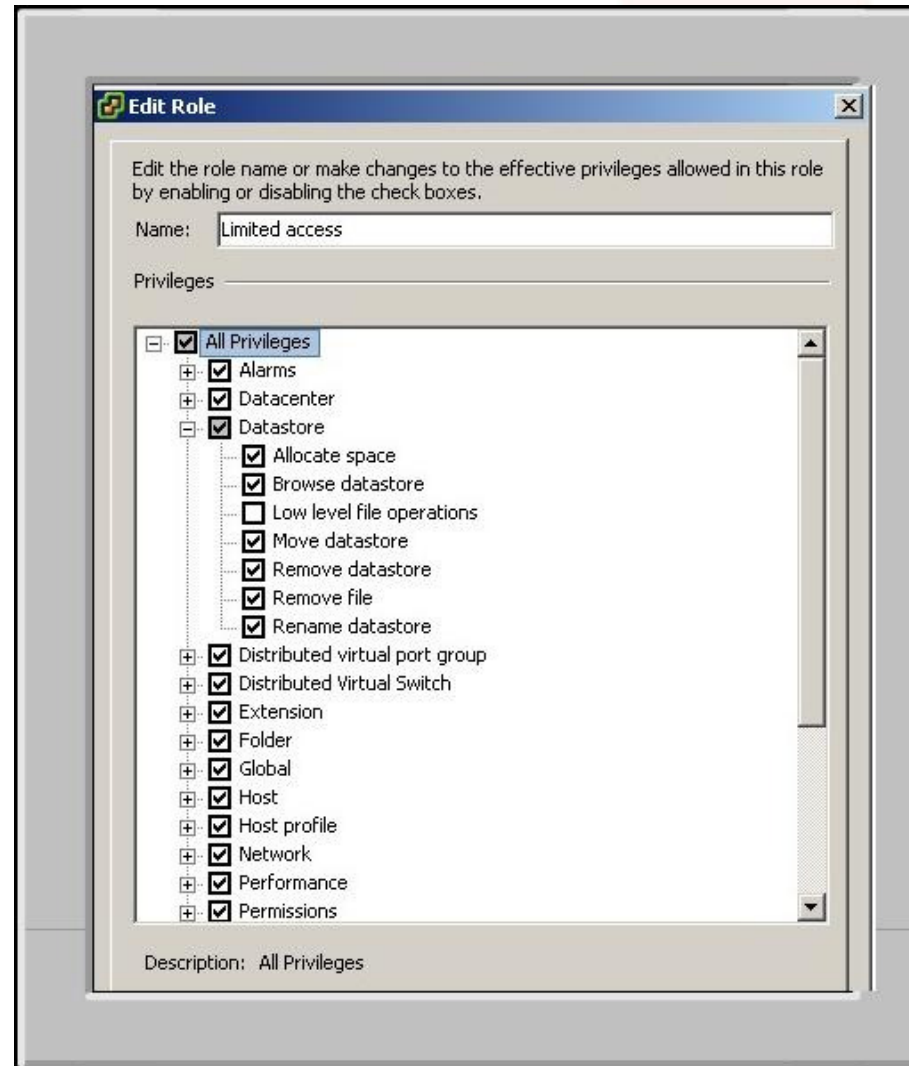 Edit Role
Edit the role name or make changes to the effective privileges allowed in this role
by enabling or disabling the check boxes.
Name: Limited access
Privileges
All Privileges
Alarms
Datacenter
Datastore
Allocate space
Browse datastore
Low level file operations
Move datastore
Remove datastore
Remove file
Rename datastore
Distributed virtual port group
Distributed Virtual Switch
Extension
Folder
Global
Host
Host profile
Network
Performance
Permissions
Description: All Privileges